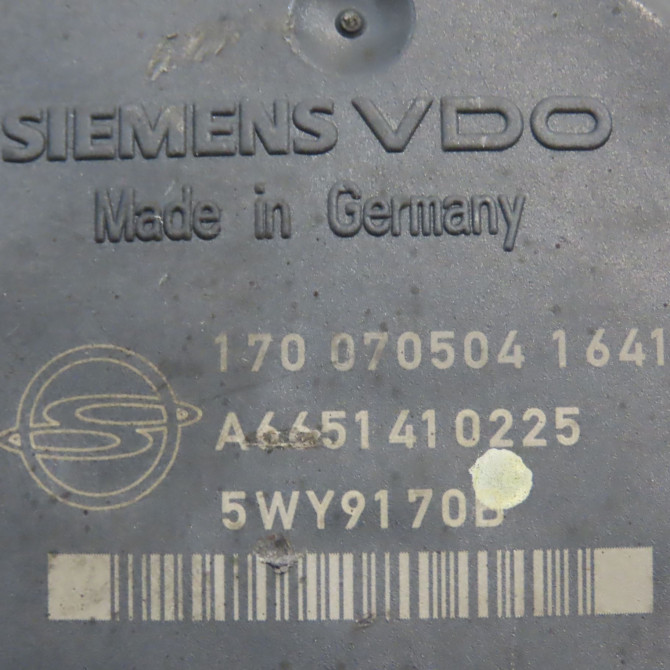 SIEMENS VDO
Made in Germany
170 070504 1641
A6651410225
5WY9170B